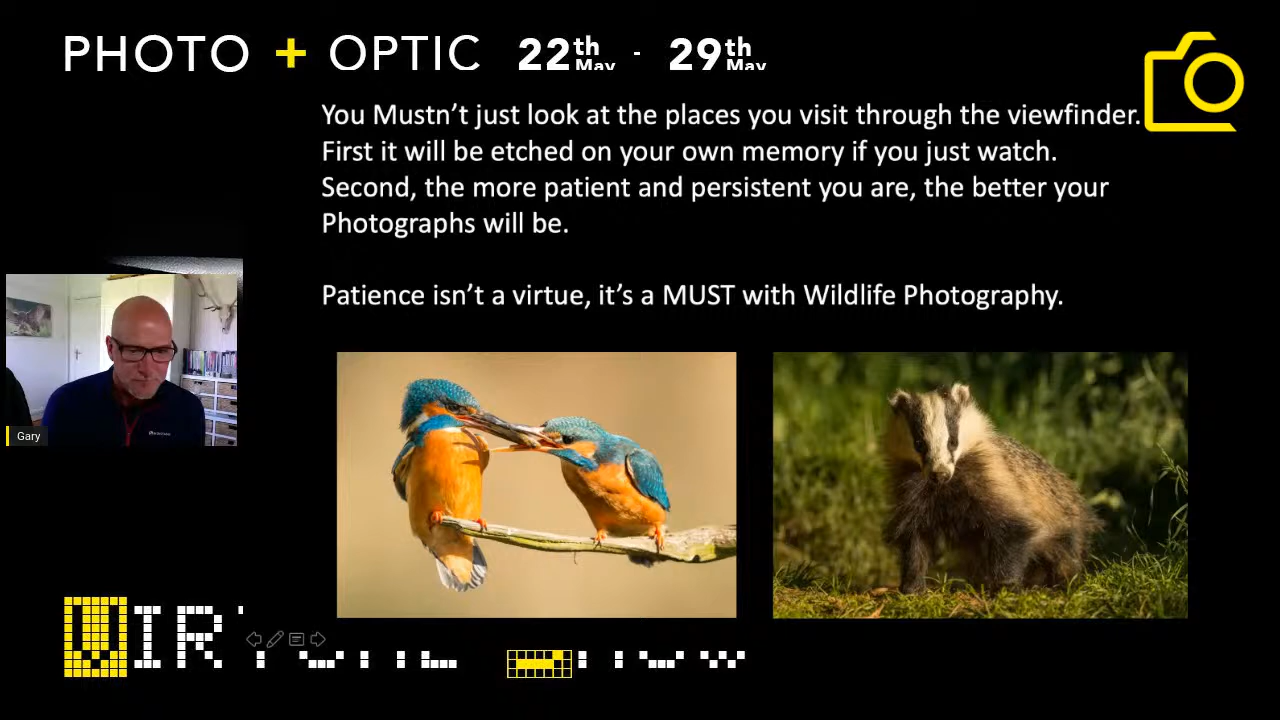 PHOTO + OPTIC 22th May - 29th May
You Mustn't just look at the places you visit through the viewfinder.
First it will be etched on your own memory if you just watch.
Second, the more patient and persistent you are, the better your
Photographs will be.
Patience isn't a virtue, it's a MUST with Wildlife Photography.
Gary